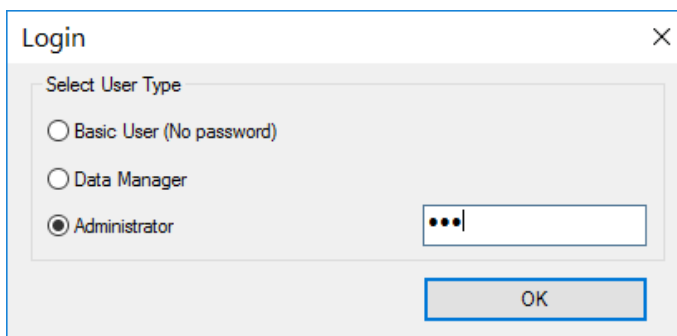 Login
Select User Type
Basic User (No password)
Data Manager
Administrator
●●●
OK